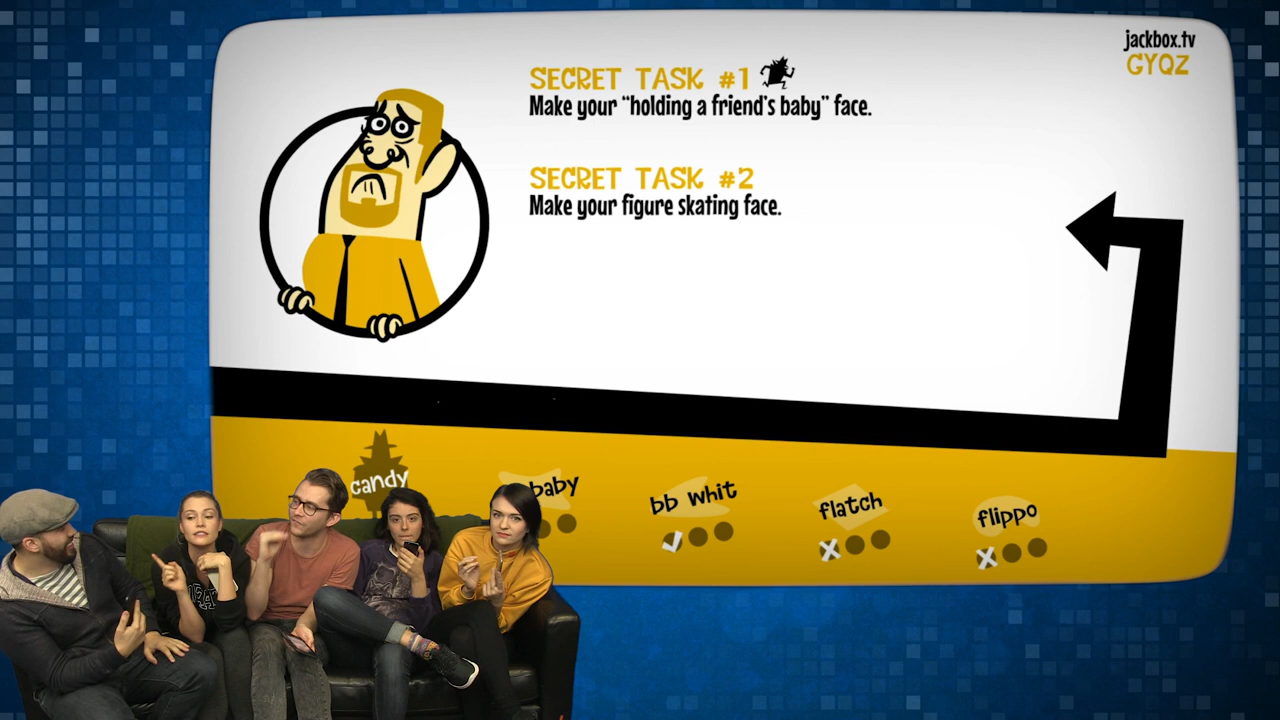 jackbox.tv
GYQZ
SECRET TASK #1
Make your “holding a friend's baby” face.
SECRET TASK #2
Make your figure skating face.
candy
baby
bb whit
flatch
flippo